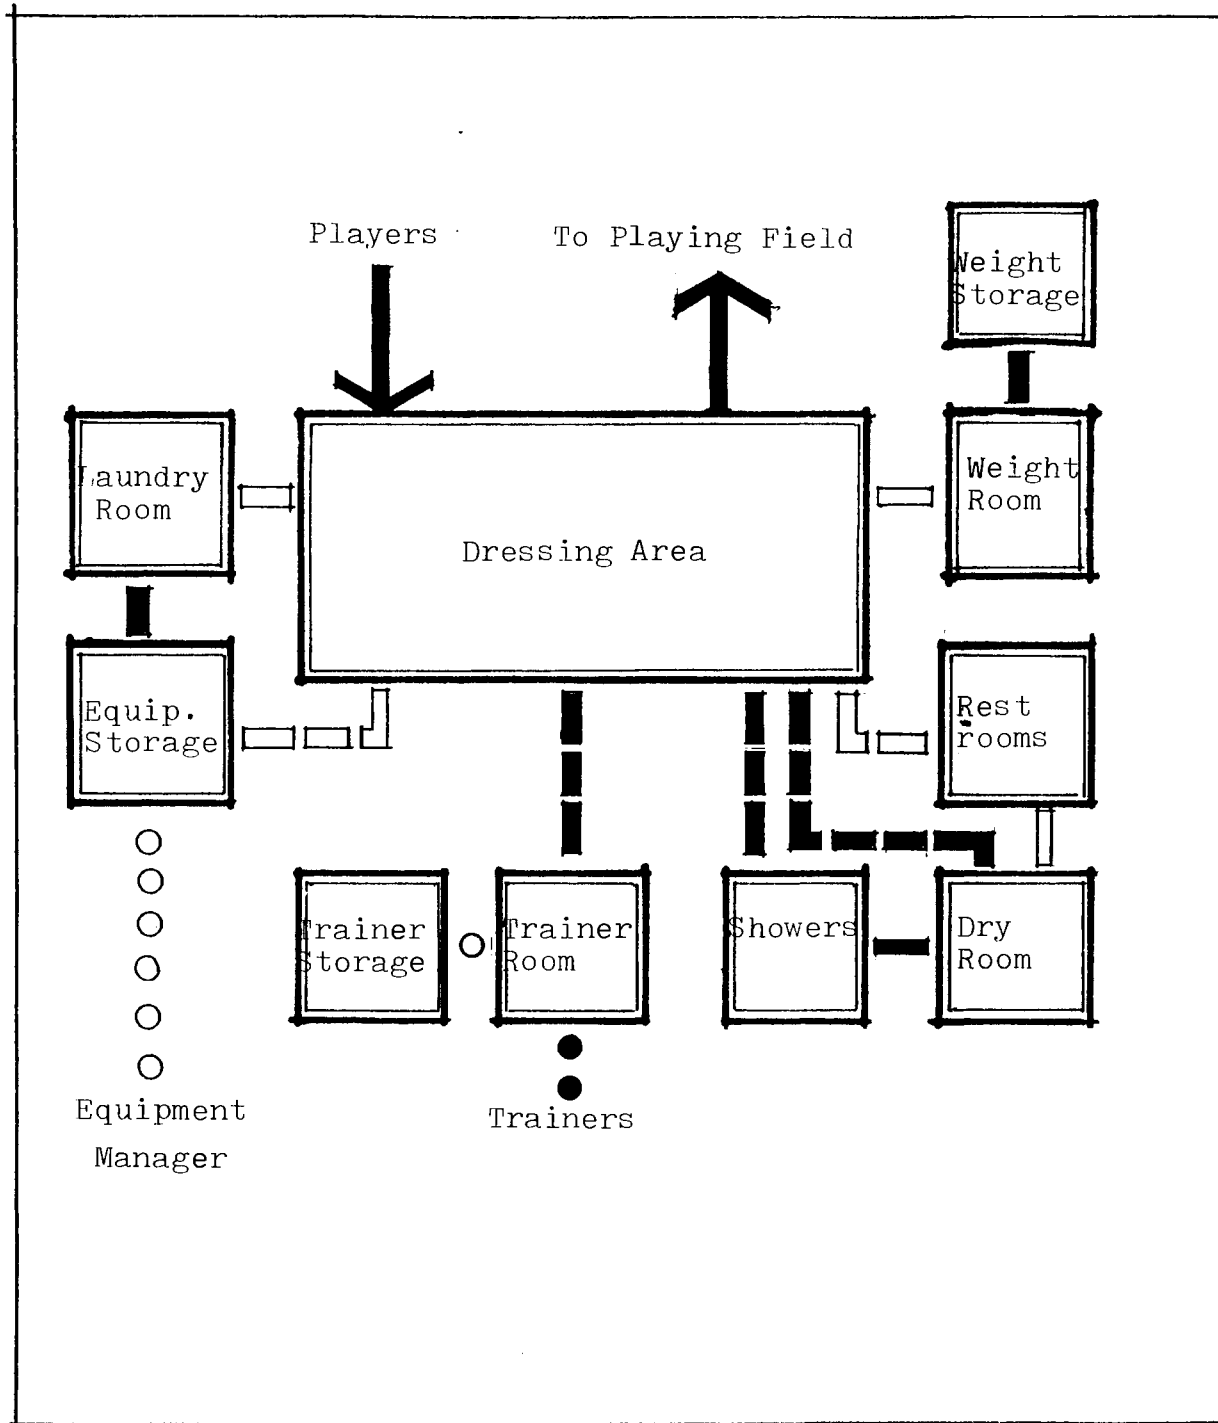 Players
To Playing Field
Weight
Storage
Laundry
Room
Dressing Area
Weight
Room
Equip.
Storage
Rest
rooms
Trainer
Storage
Trainer
Room
Showers
Dry
Room
Equipment
Manager
Trainers